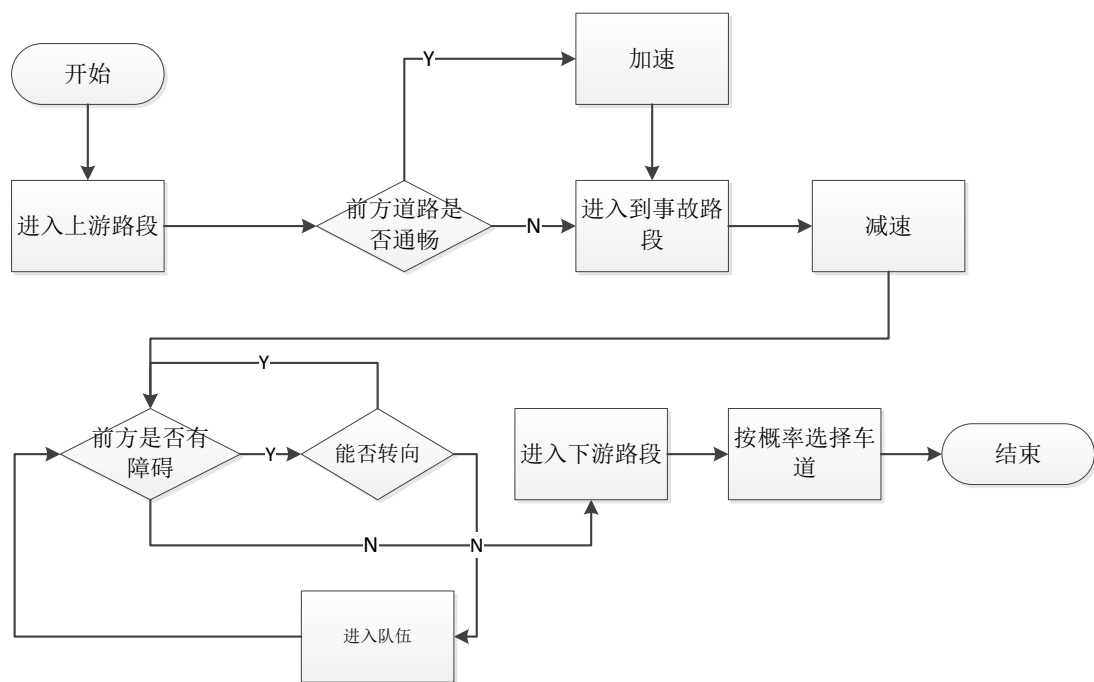 开始
Y
加速
进入上游路段
前方道路是
否通畅
N
进入到事故路
段
减速
Y
前方是否有
障碍
Y
能否转向
进入下游路段
按概率选择车
道
结束
N
N
进入队伍